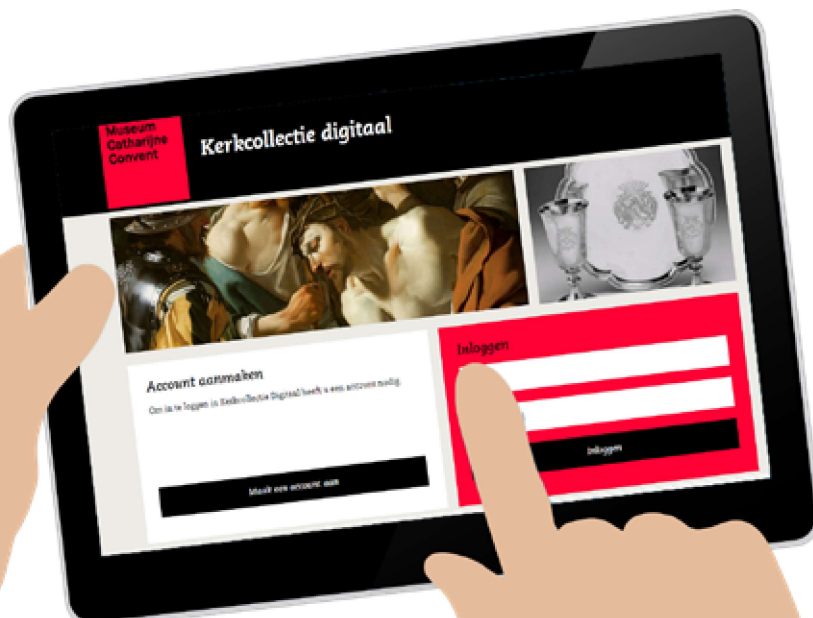 Museum
Catharijne
Convent
Kerkcollectie digitaal
Account aanmaken
Om in te loggen in Kerkcollectie Digitaal heeft u een account nodig.
Maak een account aan
Inloggen
Inloggen